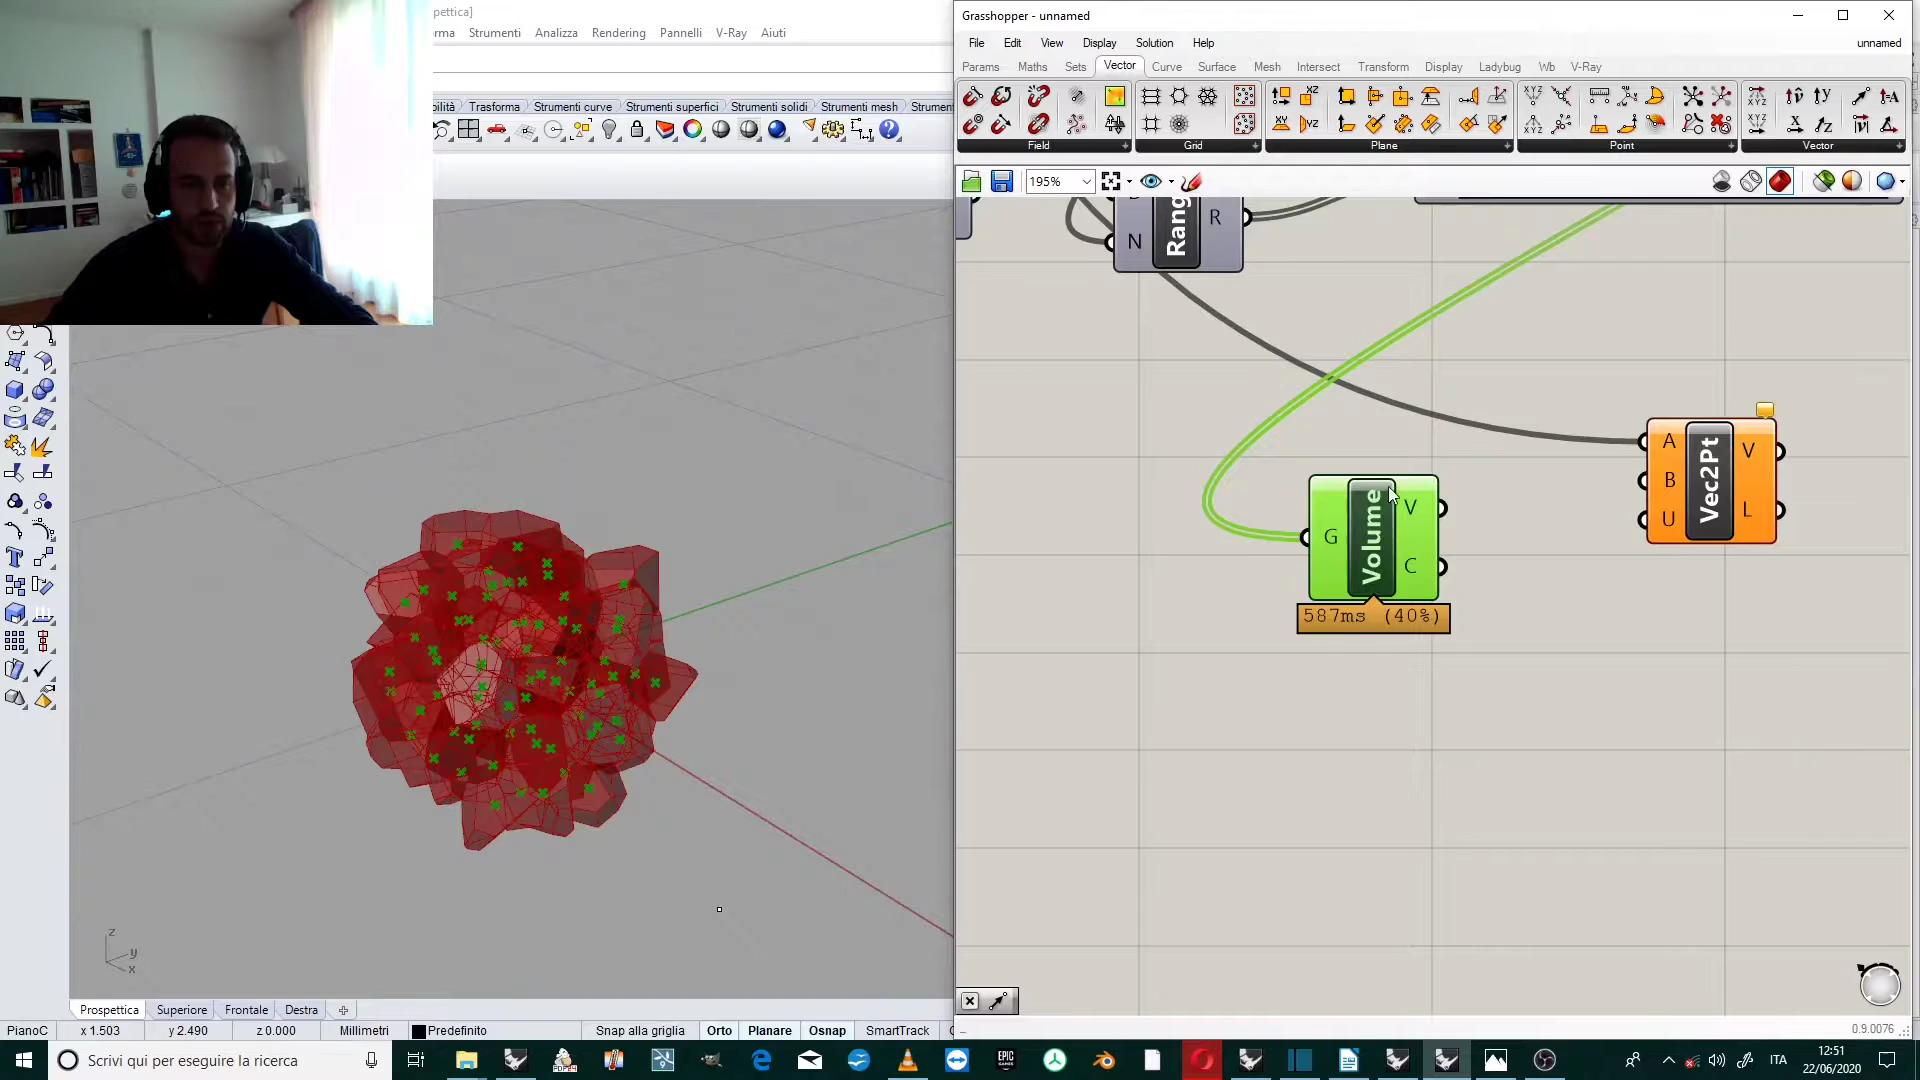 pettica]
Grasshopper - unnamed
rma Strumenti Analizza Rendering Pannelli V-Ray Aiuti
File Edit View Display Solution Help unnamed
Params Maths Sets Vector Curve Surface Mesh Intersect Transform Display Ladybug Wb V-Ray
bilità Trasforma Strumenti curve Strumenti superfici Strumenti solidi Strumenti mesh Strumen
Field Grid Plane Point Vector
195%
N Rang R
A B U Vec2Pt V L
G Volume V C
587ms (40%)
z
y
x
Prospettica Superiore Frontale Destra
PianoC x 1.503 y 2.490 z 0.000 Millimetri Predefinito Snap alla griglia Orto Planare Osnap SmartTrack
0.9.0076
Scrivi qui per eseguire la ricerca
ITA
12:51
22/06/2020